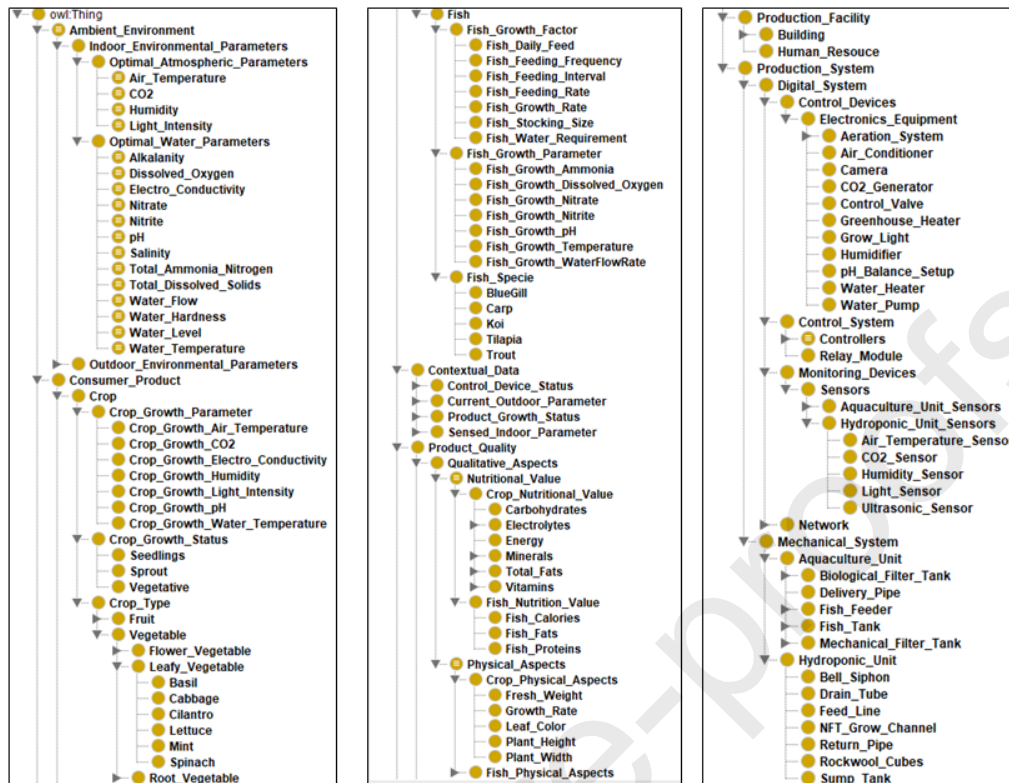 owl:Thing
Ambient_Environment
Indoor_Environmental_Parameters
Optimal_Atmospheric_Parameters
Air_Temperature
CO2
Humidity
Light_Intensity
Optimal_Water_Parameters
Alkalanity
Dissolved_Oxygen
Electro_Conductivity
Nitrate
Nitrite
pH
Salinity
Total_Ammonia_Nitrogen
Total_Dissolved_Solids
Water_Flow
Water_Hardness
Water_Level
Water_Temperature
Outdoor_Environmental_Parameters
Consumer_Product
Crop
Crop_Growth_Parameter
Crop_Growth_Air_Temperature
Crop_Growth_CO2
Crop_Growth_Electro_Conductivity
Crop_Growth_Humidity
Crop_Growth_Light_Intensity
Crop_Growth_pH
Crop_Growth_Water_Temperature
Crop_Growth_Status
Seedlings
Sprout
Vegetative
Crop_Type
Fruit
Vegetable
Flower_Vegetable
Leafy_Vegetable
Basil
Cabbage
Cilantro
Lettuce
Mint
Spinach
Root_Vegetable
Fish
Fish_Growth_Factor
Fish_Daily_Feed
Fish_Feeding_Frequency
Fish_Feeding_Interval
Fish_Feeding_Rate
Fish_Growth_Rate
Fish_Stocking_Size
Fish_Water_Requirement
Fish_Growth_Parameter
Fish_Growth_Ammonia
Fish_Growth_Dissolved_Oxygen
Fish_Growth_Nitrate
Fish_Growth_Nitrite
Fish_Growth_pH
Fish_Growth_Temperature
Fish_Growth_WaterFlowRate
Fish_Specie
BlueGill
Carp
Koi
Tilapia
Trout
Contextual_Data
Control_Device_Status
Current_Outdoor_Parameter
Product_Growth_Status
Sensed_Indoor_Parameter
Product_Quality
Qualitative_Aspects
Nutritional_Value
Crop_Nutritional_Value
Carbohydrates
Electrolytes
Energy
Minerals
Total_Fats
Vitamins
Fish_Nutrition_Value
Fish_Calories
Fish_Fats
Fish_Proteins
Physical_Aspects
Crop_Physical_Aspects
Fresh_Weight
Growth_Rate
Leaf_Color
Plant_Height
Plant_Width
Fish_Physical_Aspects
Production_Facility
Building
Human_Resouce
Production_System
Digital_System
Control_Devices
Electronics_Equipment
Aeration_System
Air_Conditioner
Camera
CO2_Generator
Control_Valve
Greenhouse_Heater
Grow_Light
Humidifier
pH_Balance_Setup
Water_Heater
Water_Pump
Control_System
Controllers
Relay_Module
Monitoring_Devices
Sensors
Aquaculture_Unit_Sensors
Hydroponic_Unit_Sensors
Air_Temperature_Senso
CO2_Sensor
Humidity_Sensor
Light_Sensor
Ultrasonic_Sensor
Network
Mechanical_System
Aquaculture_Unit
Biological_Filter_Tank
Delivery_Pipe
Fish_Feeder
Fish_Tank
Mechanical_Filter_Tank
Hydroponic_Unit
Bell_Siphon
Drain_Tube
Feed_Line
NFT_Grow_Channel
Return_Pipe
Rockwool_Cubes
Sump_Tank
e-proofs